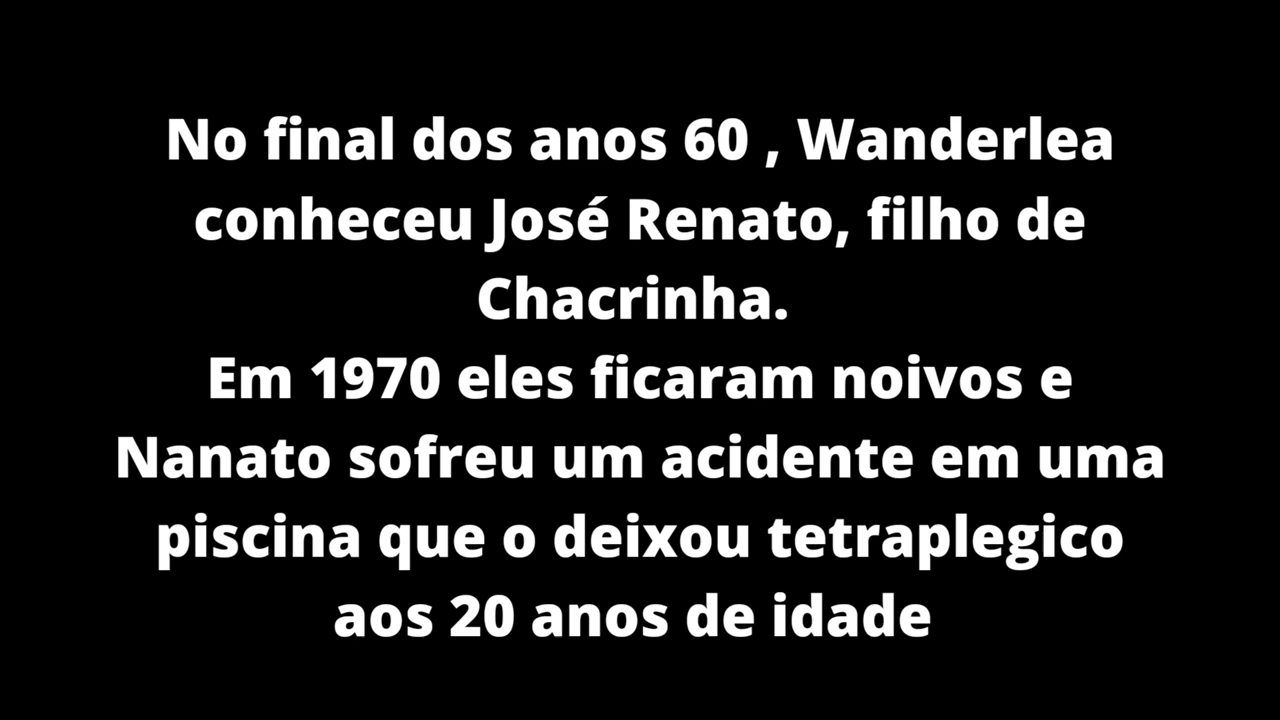 No final dos anos 60 , Wanderlea
conheceu José Renato, filho de
Chacrinha.
Em 1970 eles ficaram noivos e
Nanato sofreu um acidente em uma
piscina que o deixou tetraplegico
aos 20 anos de idade